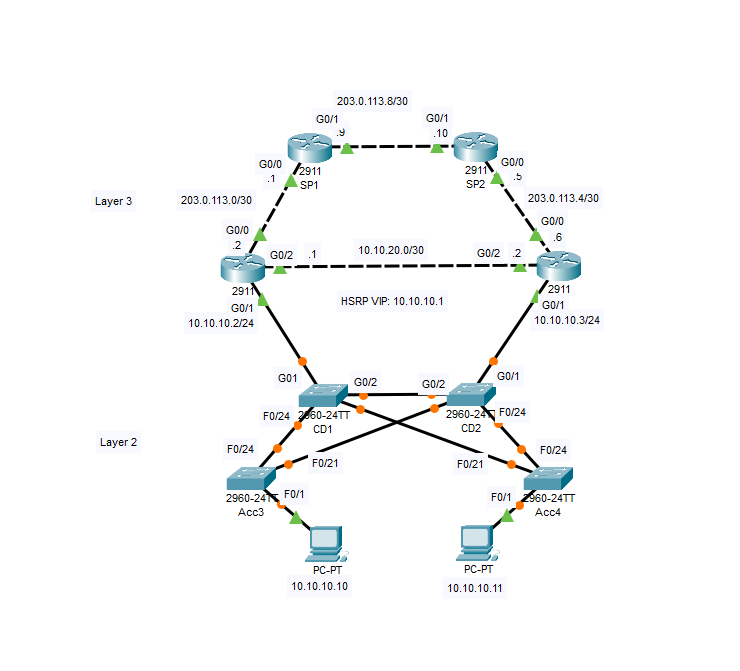 203.0.113.8/30
G0/1
.9
G0/1
.10
2911
SP1
2911
SP2
G0/0
.1
G0/0
.5
Layer 3
203.0.113.0/30
203.0.113.4/30
G0/0
.2
G0/0
.6
G0/2
.1
10.10.20.0/30
G0/2
.2
2911
G0/1
10.10.10.2/24
HSRP VIP: 10.10.10.1
2911
G0/1
10.10.10.3/24
G01
G0/2
G0/2
G0/1
2960-24TT
CD1
2960-24TT
CD2
F0/24
F0/24
Layer 2
F0/24
F0/21
F0/21
F0/24
2960-24TT
Acc3
F0/1
F0/1
2960-24TT
Acc4
PC-PT
10.10.10.10
PC-PT
10.10.10.11